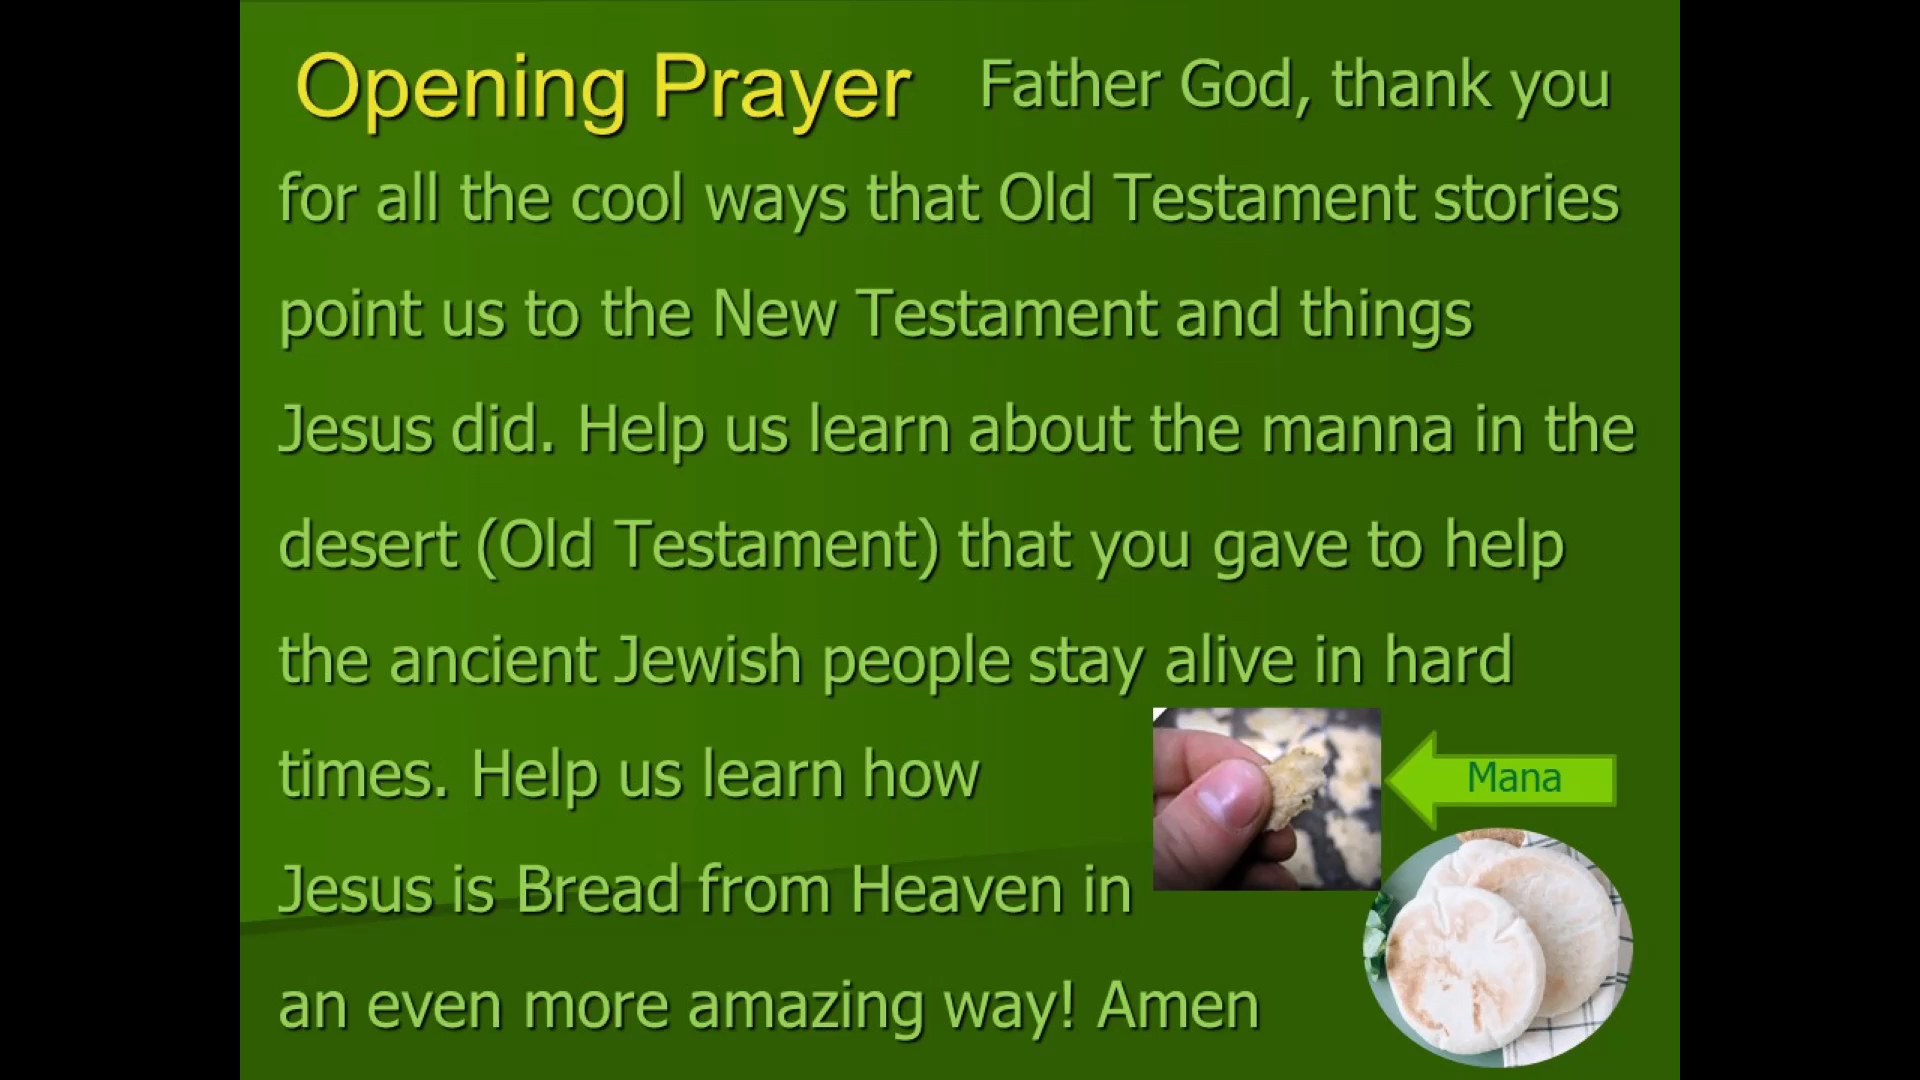 Opening Prayer Father God, thank you
for all the cool ways that Old Testament stories
point us to the New Testament and things
Jesus did. Help us learn about the manna in the
desert (Old Testament) that you gave to help
the ancient Jewish people stay alive in hard
times. Help us learn how
Mana
Jesus is Bread from Heaven in
an even more amazing way! Amen